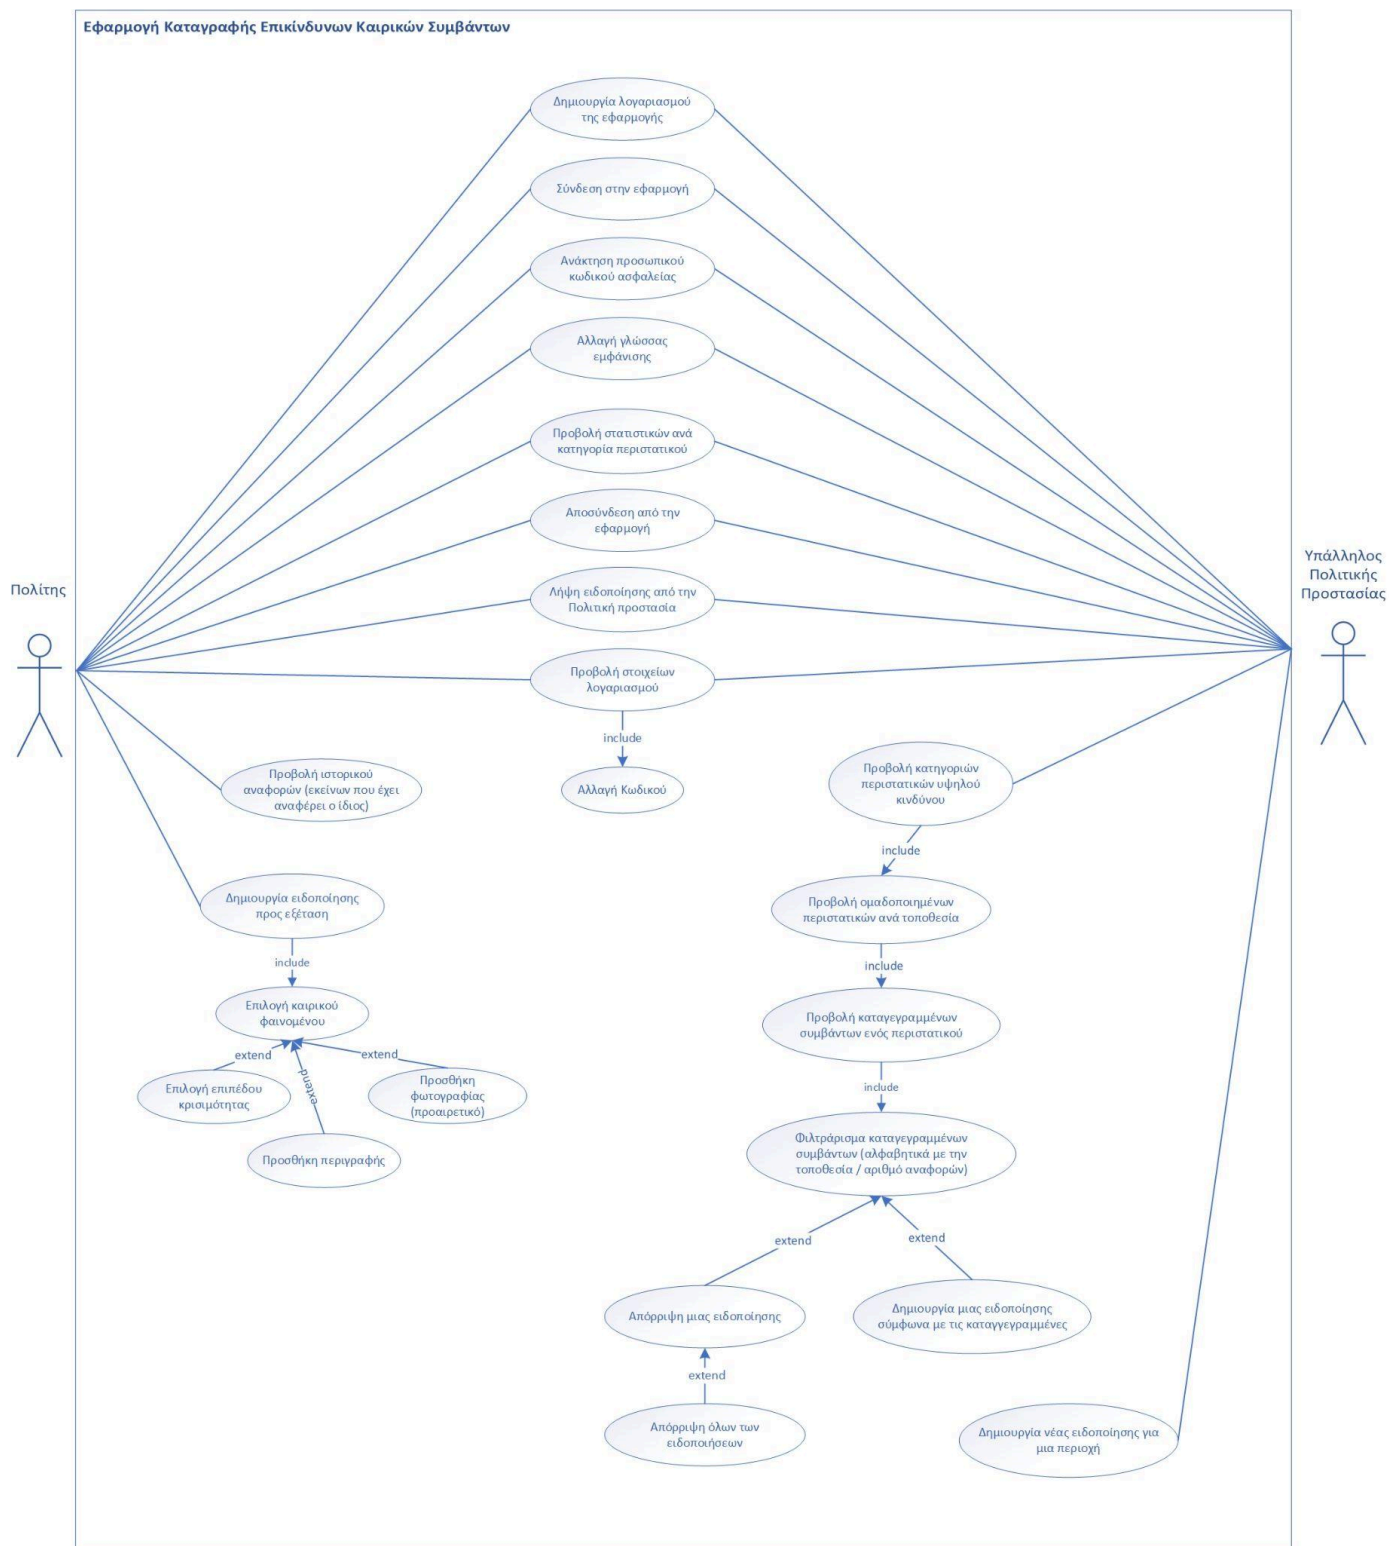 Εφαρμογή Καταγραφής Επικίνδυνων Καιρικών Συμβάντων
Δημιουργία λογαριασμού
της εφαρμογής
Σύνδεση στην εφαρμογή
Ανάκτηση προσωπικού
κωδικού ασφαλείας
Αλλαγή γλώσσας
εμφάνισης
Προβολή στατιστικών ανά
κατηγορία περιστατικού
Αποσύνδεση από την
εφαρμογή
Λήψη ειδοποίησης από την
Πολιτική προστασία
Προβολή στοιχείων
λογαριασμού
include
Αλλαγή Κωδικού
Πολίτης
Υπάλληλος
Πολιτικής
Προστασίας
Προβολή ιστορικού
αναφορών (εκείνων που έχει
αναφέρει ο ίδιος)
Δημιουργία ειδοποίησης
προς εξέταση
include
Επιλογή καιρικού
φαινομένου
extend
extend
extend
Επιλογή επιπέδου
κρισιμότητας
Προσθήκη
φωτογραφίας
(προαιρετικό)
Προσθήκη περιγραφής
Προβολή κατηγοριών
περιστατικών υψηλού
κινδύνου
include
Προβολή ομαδοποιημένων
περιστατικών ανά τοποθεσία
include
Προβολή καταγεγραμμένων
συμβάντων ενός περιστατικού
include
Φιλτράρισμα καταγεγραμμένων
συμβάντων (αλφαβητικά με την
τοποθεσία / αριθμό αναφορών)
extend
extend
Απόρριψη μιας ειδοποίησης
Δημιουργία μιας ειδοποίησης
σύμφωνα με τις καταγγεγραμμένες
extend
Απόρριψη όλων των
ειδοποιήσεων
Δημιουργία νέας ειδοποίησης για
μια περιοχή